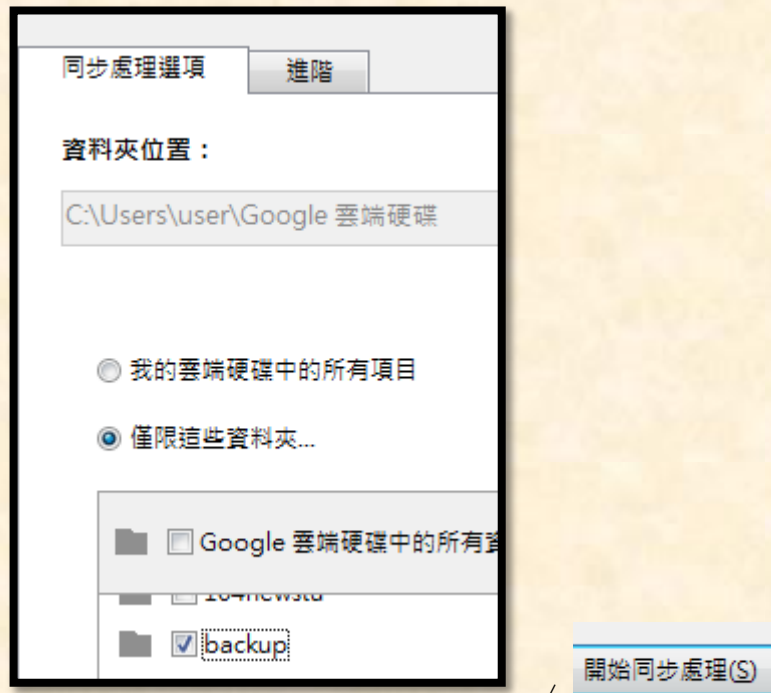 同步處理選項 進階
資料夾位置：
C:\Users\user\Google 雲端硬碟
我的雲端硬碟中的所有項目
僅限這些資料夾...
Google 雲端硬碟中的所有
backup
/ 開始同步處理(S)